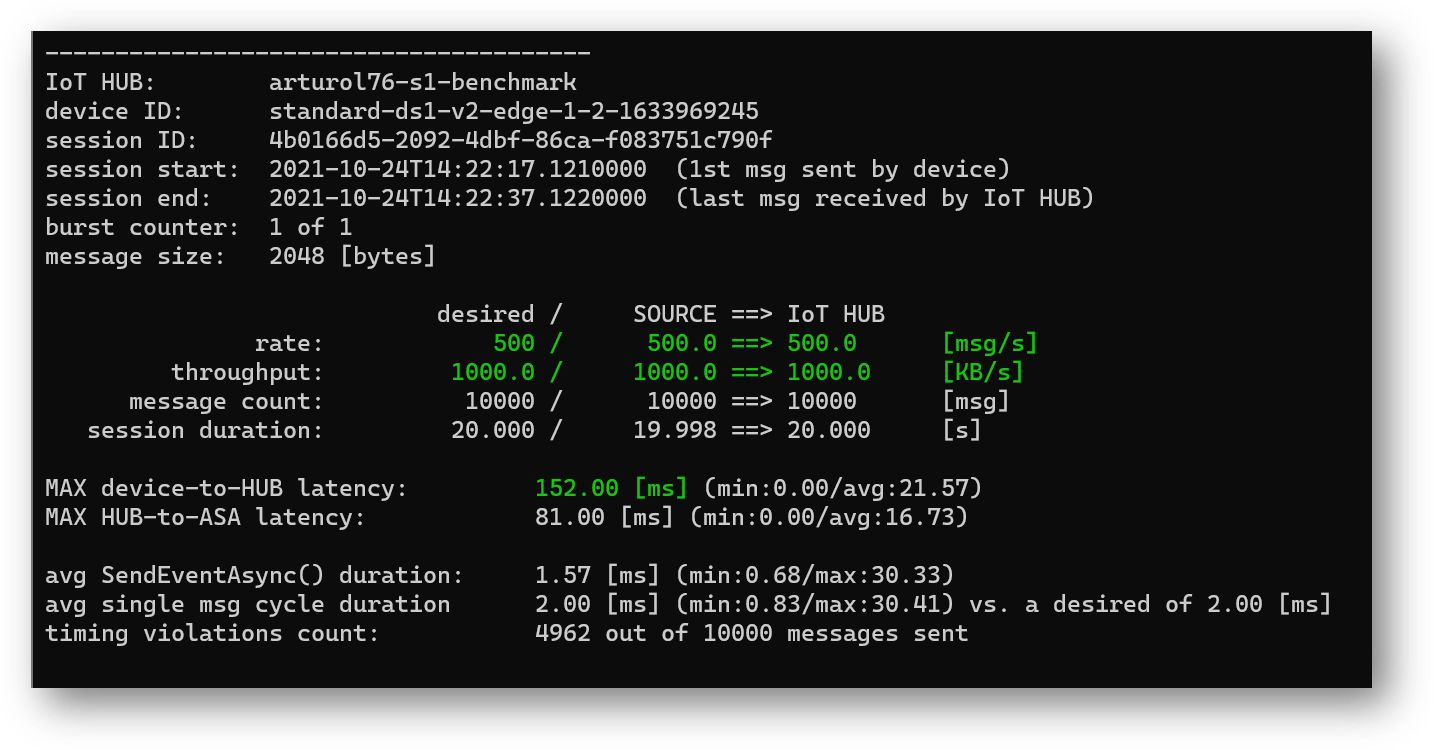 ---------------------------------------
IoT HUB:        arturol76-s1-benchmark
device ID:      standard-ds1-v2-edge-1-2-1633969245
session ID:     4b0166d5-2092-4dbf-86ca-f083751c790f
session start:  2021-10-24T14:22:17.1210000  (1st msg sent by device)
session end:    2021-10-24T14:22:37.1220000  (last msg received by IoT HUB)
burst counter:  1 of 1
message size:   2048 [bytes]

                            desired /     SOURCE ==> IoT HUB
               rate:            500 /      500.0 ==> 500.0      [msg/s]
         throughput:         1000.0 /     1000.0 ==> 1000.0     [KB/s]
      message count:          10000 /      10000 ==> 10000      [msg]
   session duration:         20.000 /     19.998 ==> 20.000     [s]

MAX device-to-HUB latency:         152.00 [ms] (min:0.00/avg:21.57)
MAX HUB-to-ASA latency:            81.00 [ms] (min:0.00/avg:16.73)

avg SendEventAsync() duration:     1.57 [ms] (min:0.68/max:30.33)
avg single msg cycle duration      2.00 [ms] (min:0.83/max:30.41) vs. a desired of 2.00 [ms]
timing violations count:           4962 out of 10000 messages sent